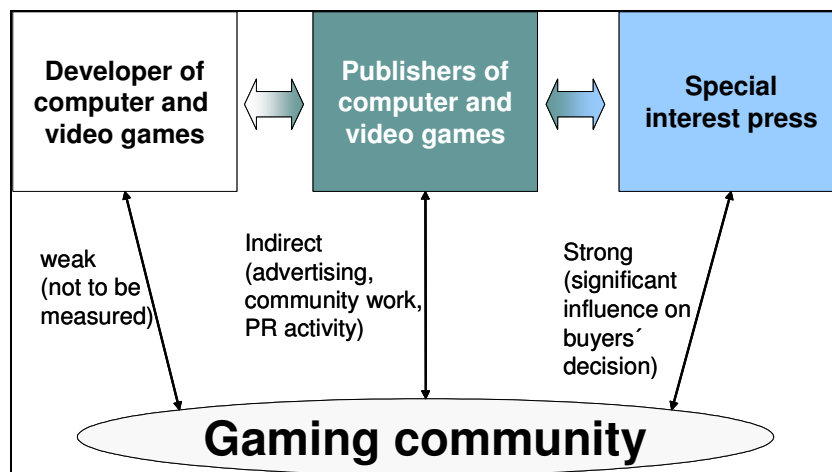 Developer of
computer and
video games
Publishers of
computer and
video games
Special
interest press
weak
(not to be
measured)
Indirect
(advertising,
community work,
PR activity)
Strong
(significant
influence on
buyers´
decision)
Gaming community